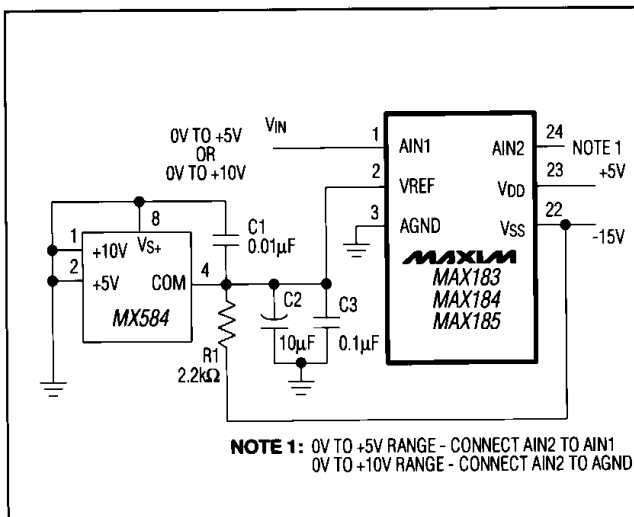 0V TO +5V
OR
0V TO +10V
VIN
1
AIN1
2
VREF
3
AGND
24
AIN2
NOTE 1
23
VDD
+5V
22
VSS
-15V
MAXIM
MAX183
MAX184
MAX185
8
VS+
1
+10V
2
+5V
COM
4
MX584
C1
0.01µF
R1
2.2kΩ
C2
10µF
C3
0.1µF
NOTE 1: 0V TO +5V RANGE - CONNECT AIN2 TO AIN1
0V TO +10V RANGE - CONNECT AIN2 TO AGND